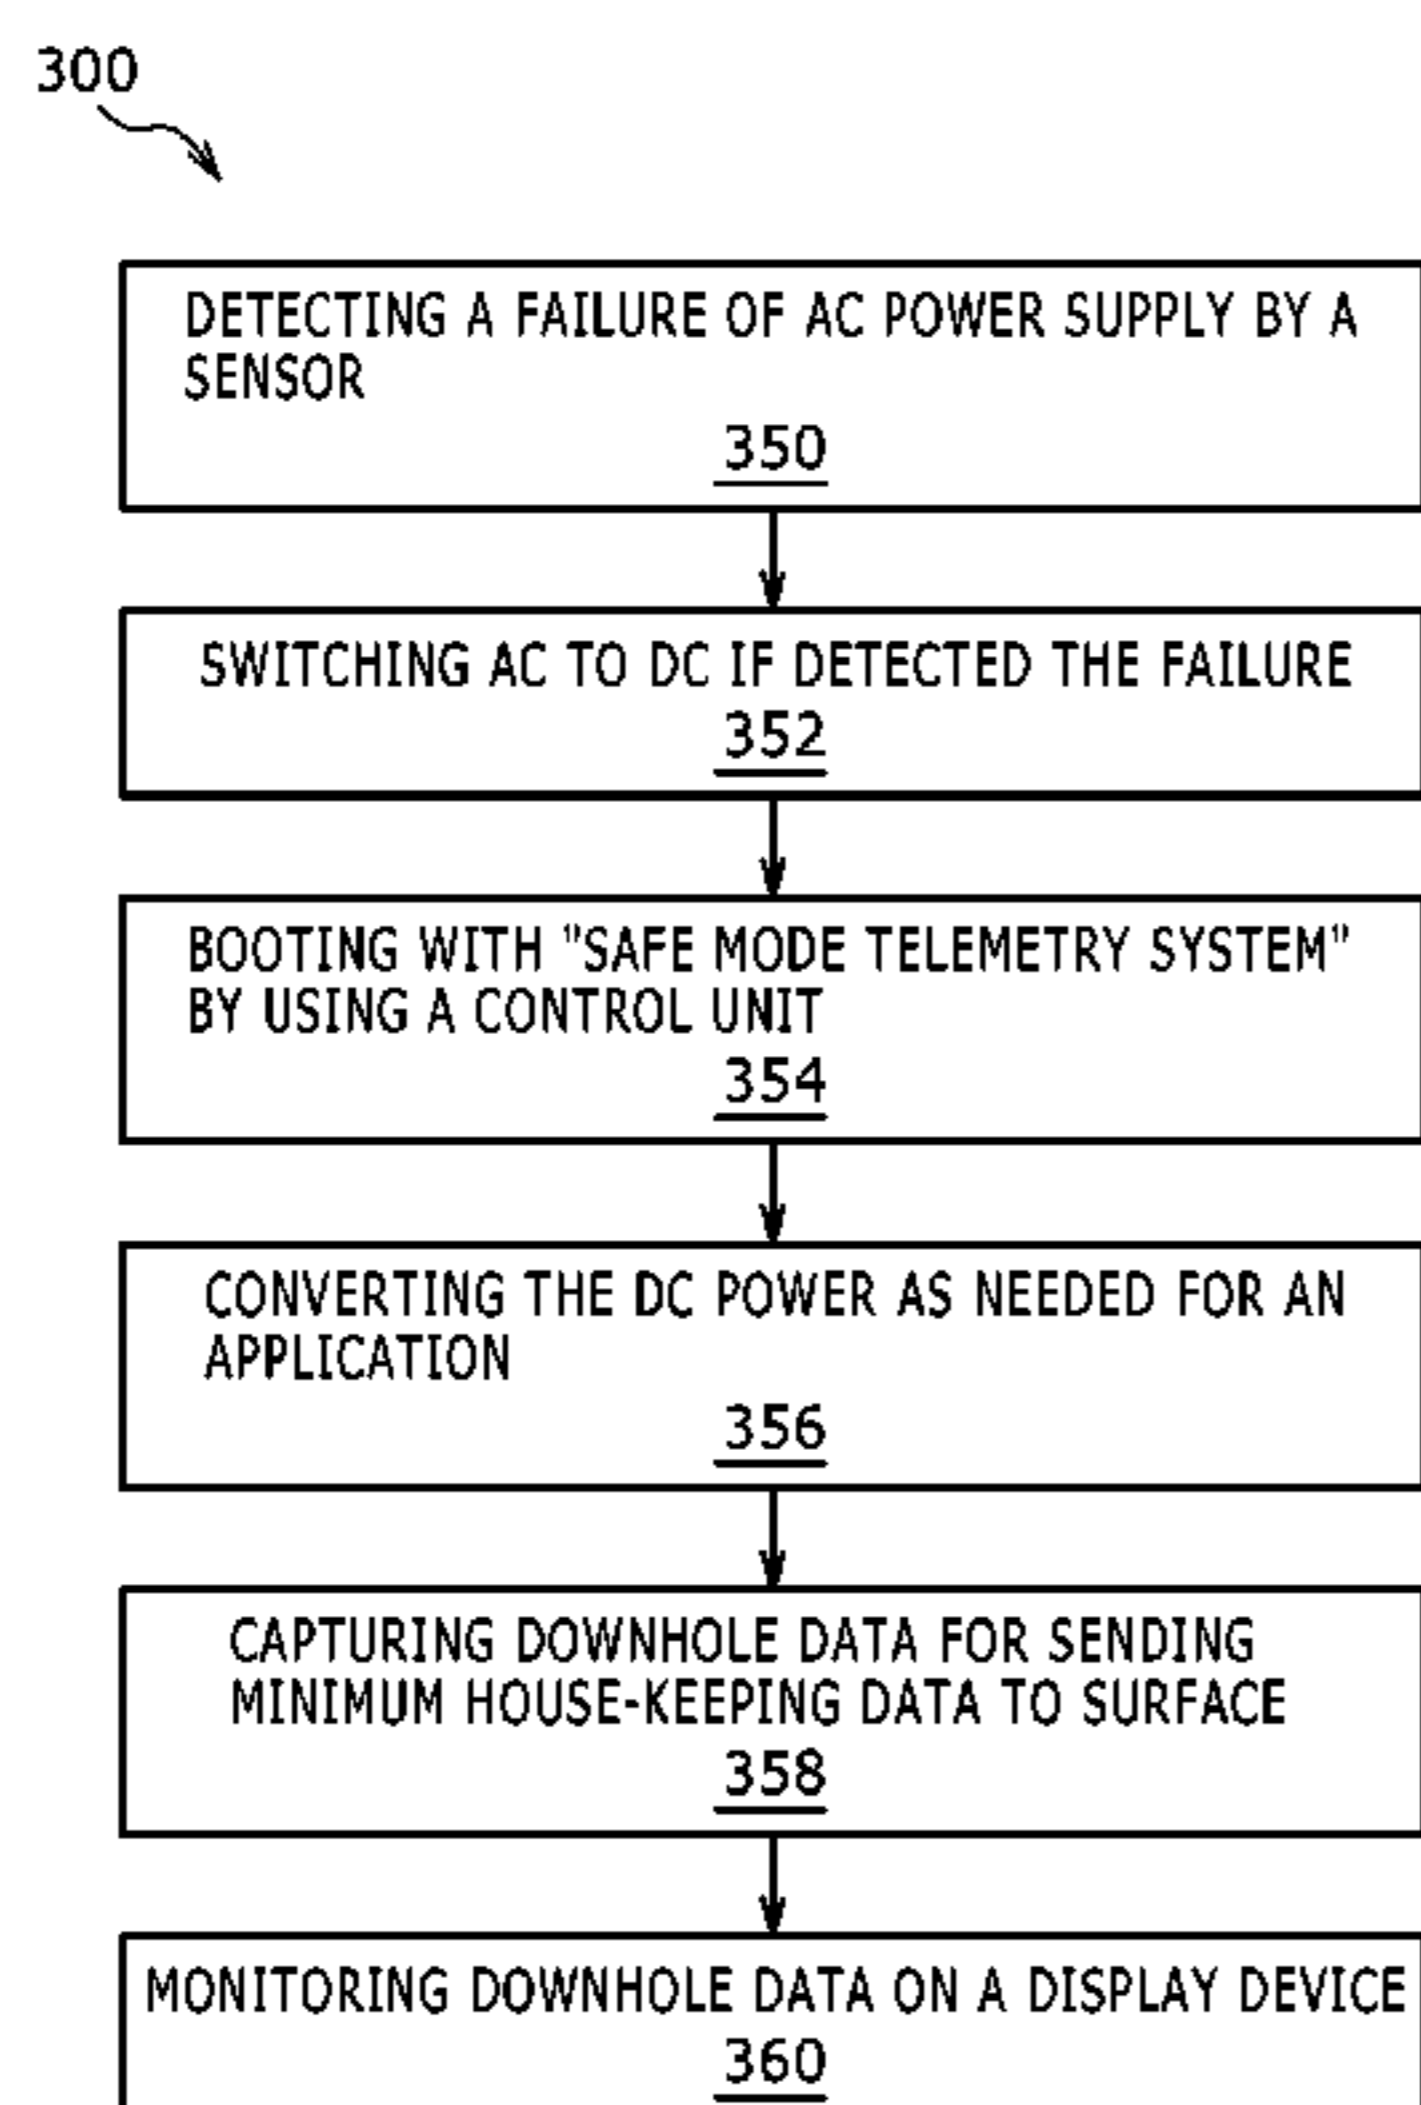 300
DETECTING A FAILURE OF AC POWER SUPPLY BY A
SENSOR
350
SWITCHING AC TO DC IF DETECTED THE FAILURE
352
BOOTING WITH "SAFE MODE TELEMETRY SYSTEM"
BY USING A CONTROL UNIT
354
CONVERTING THE DC POWER AS NEEDED FOR AN
APPLICATION
356
CAPTURING DOWNHOLE DATA FOR SENDING
MINIMUM HOUSE-KEEPING DATA TO SURFACE
358
MONITORING DOWNHOLE DATA ON A DISPLAY DEVICE
360